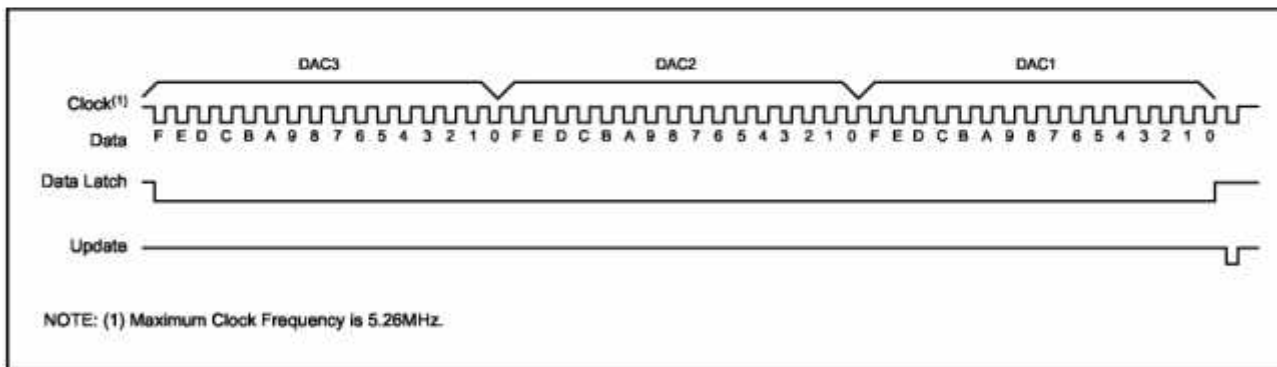 DAC3 DAC2 DAC1
Clock(1)
Data F E D C B A 9 8 7 6 5 4 3 2 1 0 F E D C B A 9 8 7 6 5 4 3 2 1 0 F E D C B A 9 8 7 6 5 4 3 2 1 0
Data Latch
Update
NOTE: (1) Maximum Clock Frequency is 5.26MHz.